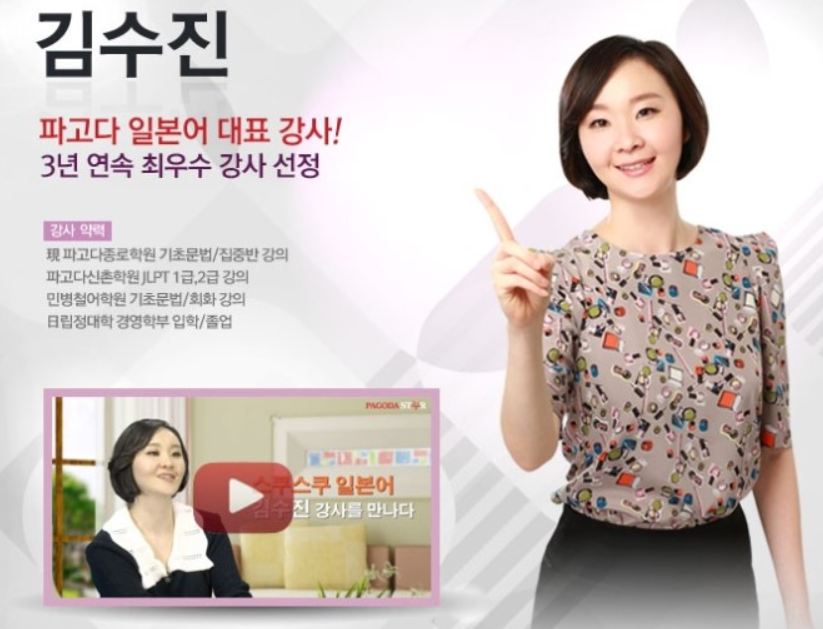 김수진
파고다 일본어 대표 강사!
3년 연속 최우수 강사 선정
강사 약력
現 파고다종로학원 기초문법/집중반 강의
파고다신촌학원 JLPT 1급,2급 강의
민병철어학원 기초문법/회화 강의
日립정대학 경영학부 입학/졸업
PAGODA STAR
스쿠스쿠 일본어
김수진 강사를 만나다